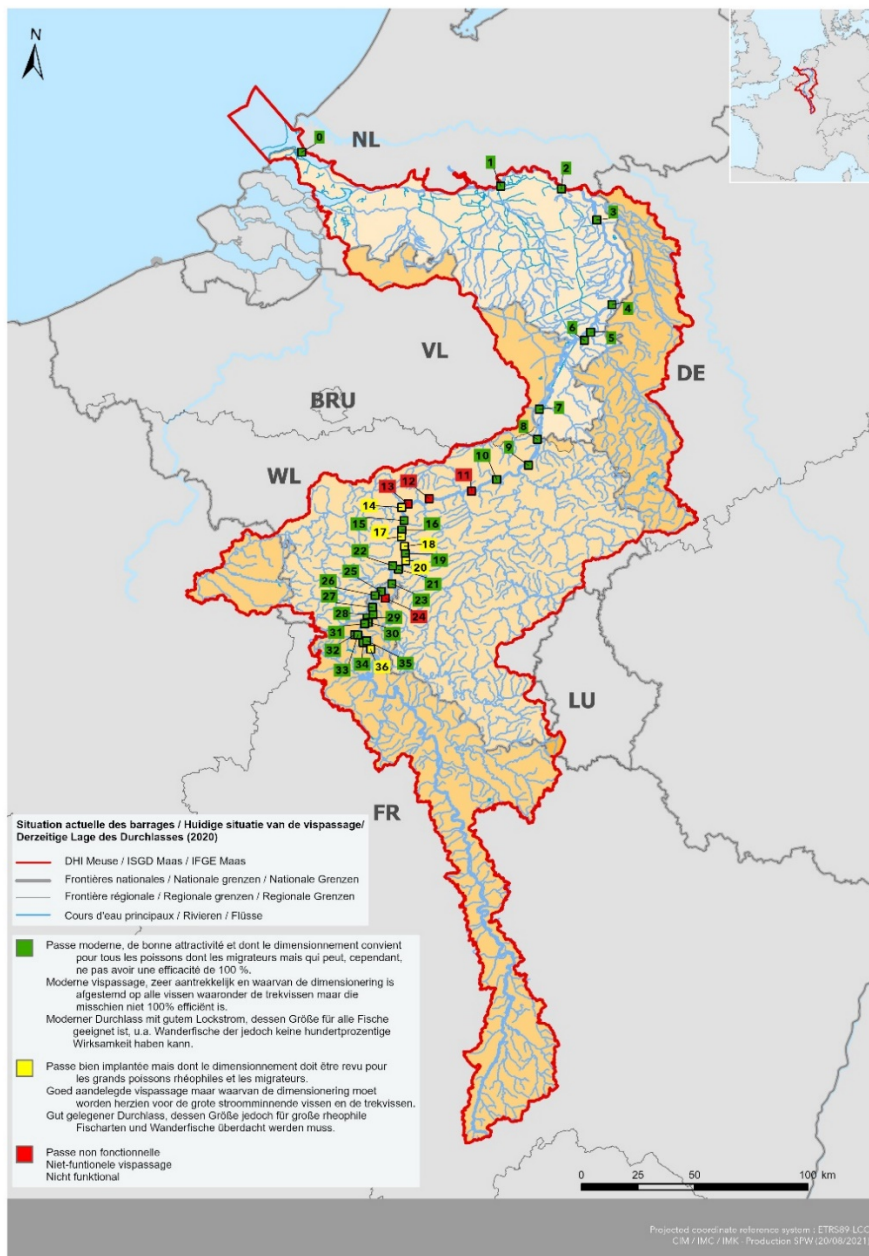 N
0
NL
1
2
3
4
5
6
VL
DE
BRU
7
8
9
10
WL
11
12
13
14
15
16
17
18
19
20
22
21
25
23
26
24
27
28
29
31
30
32
33
34
36
35
LU
FR
Situation actuelle des barrages / Huidige situatie van de vispassage/
Derzeitige Lage des Durchlasses (2020)
DHI Meuse / ISGD Maas / IFGE Maas
Frontières nationales / Nationale grenzen / Nationale Grenzen
Frontière régionale / Regionale grenzen / Regionale Grenzen
Cours d'eau principaux / Rivieren / Flüsse
Passe moderne, de bonne attractivité et dont le dimensionnement convient
pour tous les poissons dont les migrateurs mais qui peut, cependant,
ne pas avoir une efficacité de 100 %.
Moderne vispassage, zeer aantrekkelijk en waarvan de dimensionering is
afgestemd op alle vissen waaronder de trekvissen maar die
misschien niet 100% efficiënt is.
Moderner Durchlass mit gutem Lockstrom, dessen Größe für alle Fische
geeignet ist, u.a. Wanderfische der jedoch keine hundertprozentige
Wirksamkeit haben kann.
Passe bien implantée mais dont le dimensionnement doit être revu pour
les grands poissons rhéophiles et les migrateurs.
Goed aandelegde vispassage maar waarvan de dimensionering moet
worden herzien voor de grote stroomminnende vissen en de trekvissen.
Gut gelegener Durchlass, dessen Größe jedoch für große rheophile
Fischarten und Wanderfische überdacht werden muss.
Passe non fonctionnelle
Niet-funtionele vispassage
Nicht funktional
0 25 50 100 km
Projected coordinate reference system : ETRS89-LCC
CIM / IMC / IMK - Production SPW (20/08/2021)